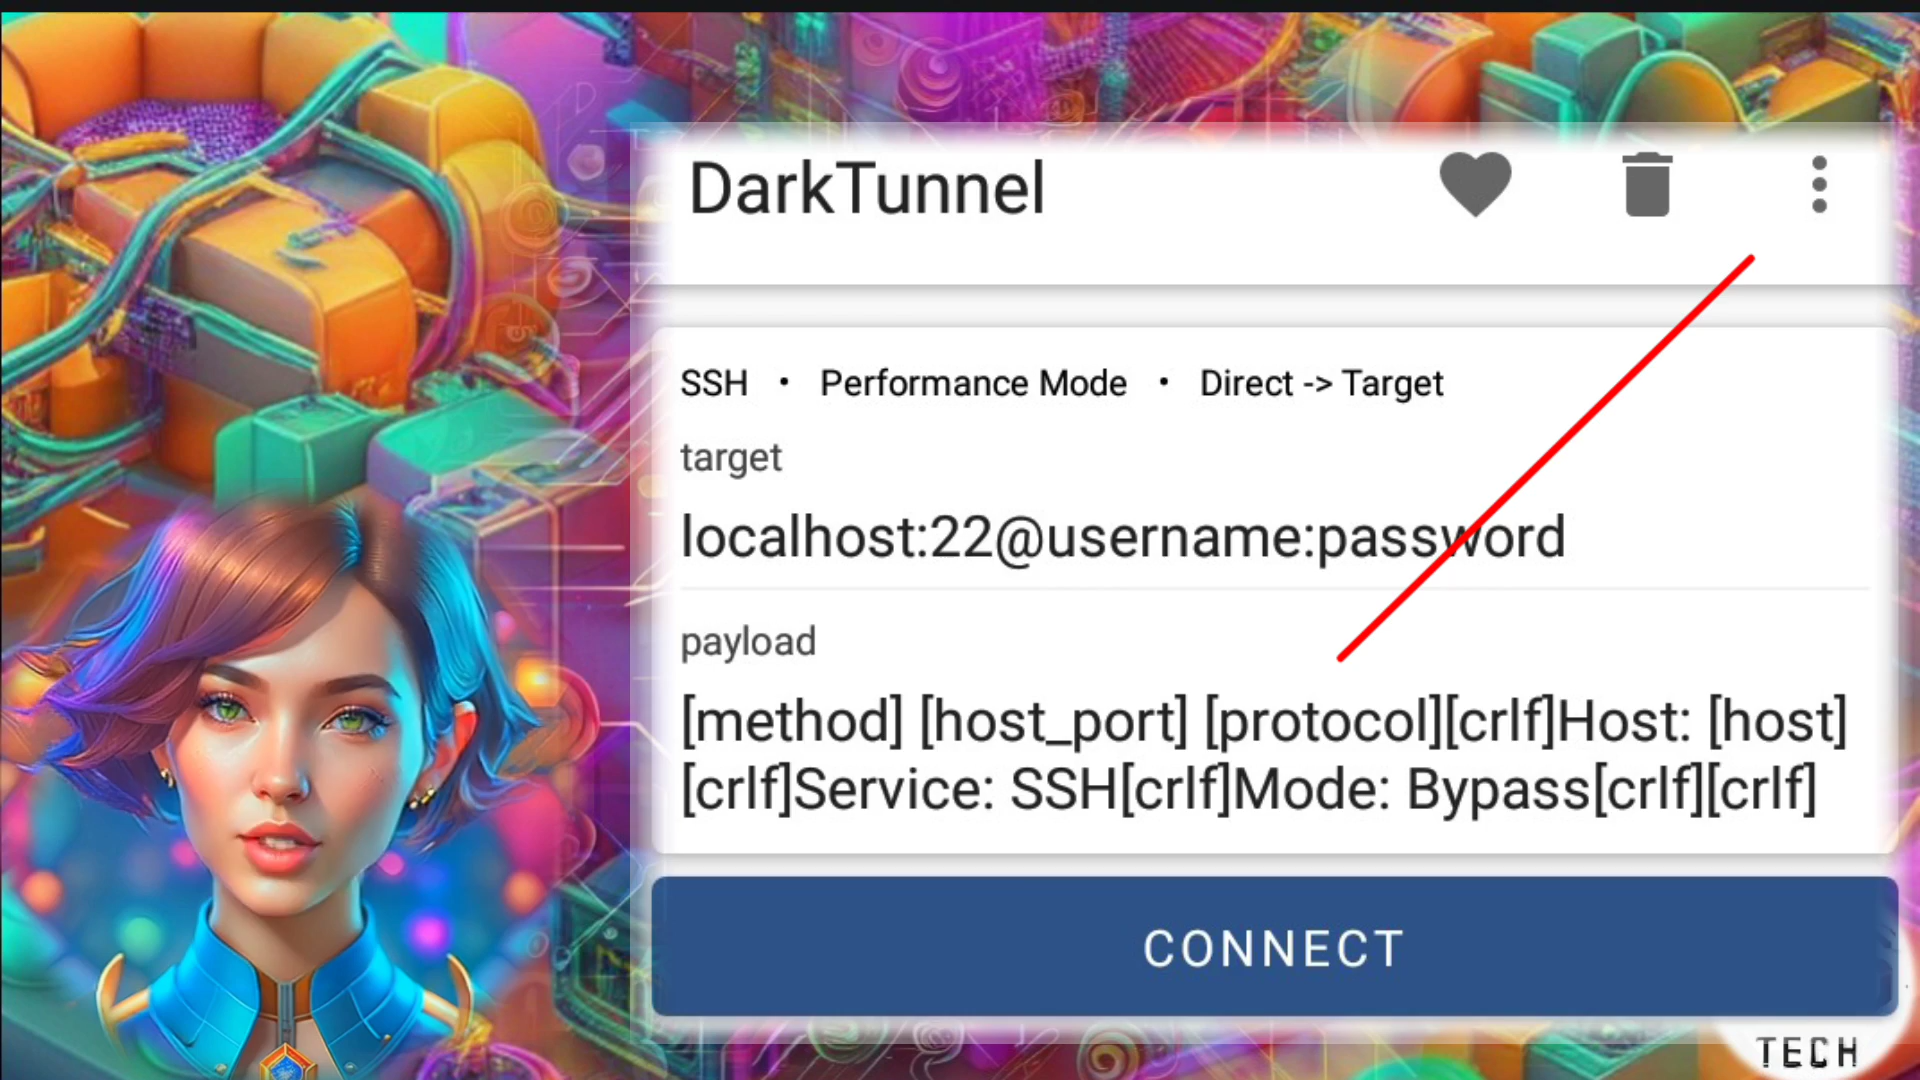 DarkTunnel
SSH • Performance Mode • Direct -> Target
target
localhost:22@username:password
payload
[method] [host_port] [protocol][crlf]Host: [host]
[crlf]Service: SSH[crlf]Mode: Bypass[crlf][crlf]
CONNECT
TECH